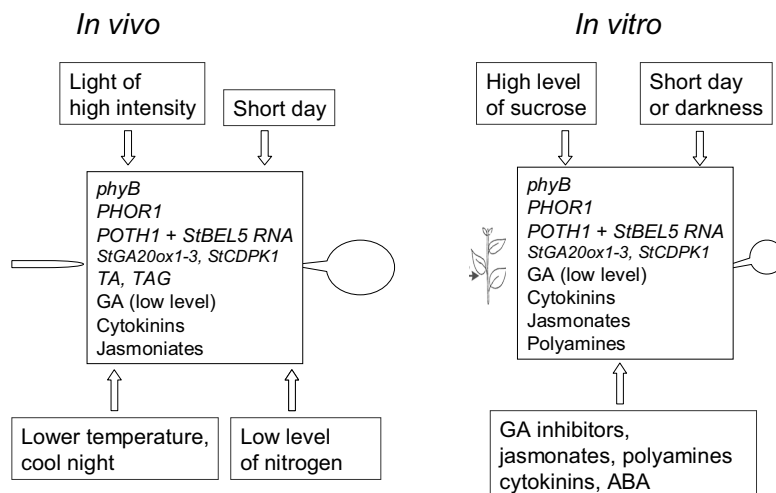 In vivo
Light of
high intensity
Short day
phyB
PHOR1
POTH1 + StBEL5 RNA
StGA20ox1-3, StCDPK1
TA, TAG
GA (low level)
Cytokinins
Jasmoniates
Lower temperature,
cool night
Low level
of nitrogen
In vitro
High level
of sucrose
Short day
or darkness
phyB
PHOR1
POTH1 + StBEL5 RNA
StGA20ox1-3, StCDPK1
GA (low level)
Cytokinins
Jasmonates
Polyamines
GA inhibitors,
jasmonates, polyamines
cytokinins, ABA